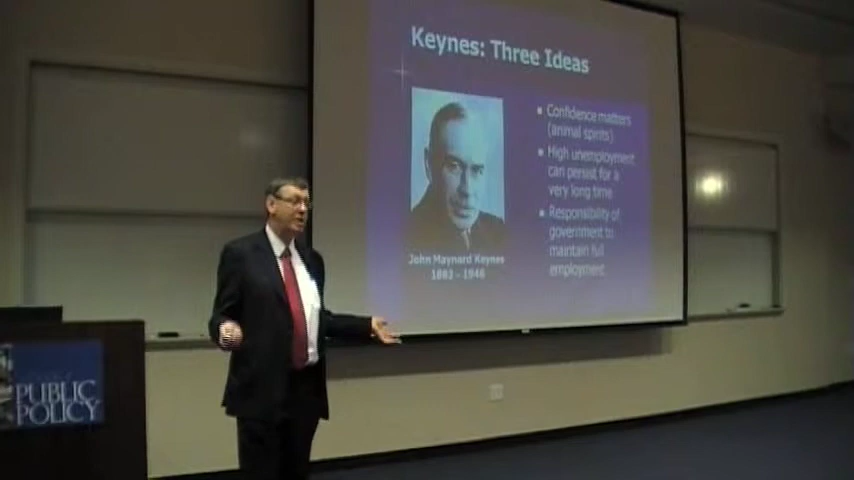 Keynes: Three Ideas
Confidence matters
(animal spirits)
High unemployment
can persist for a
very long time
Responsibility of
government to
maintain full
employment
John Maynard Keynes
1882 - 1946
PUBLIC
POLICY